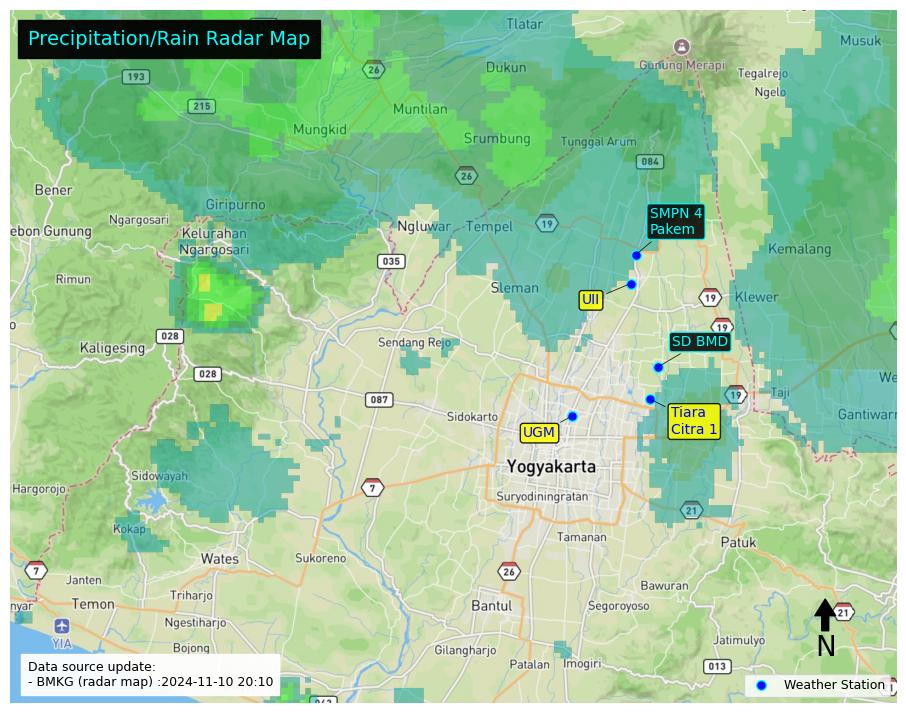 Precipitation/Rain Radar Map
Tlatar
Musuk
26
Gunung Merapi
Dukun
Tegalrejo
193
Ngelo
215
Muntilan
Mungkid
Srumbung
Tunggal Arum
084
26
Bener
Giripurno
SMPN 4
Pakem
Ngargosari
Ngluwar
Tempel
19
ebon Gunung
Kelurahan
Ngargosari
Kemalang
035
Rimun
Sleman
UII
19
Klewer
19
028
Sendang Rejo
SD BMD
Kaligesing
028
We
087
19
Taji
Sidokarto
Tiara
Citra 1
Gantiwarn
UGM
Yogyakarta
Sidowayah
Hargorojo
7
Suryodiningratan
21
Kokap
Tamanan
Patuk
Wates
Sukoreno
7
26
Janten
Bawuran
nyar
Temon
Triharjo
Bantul
Segoroyoso
21
Ngestiharjo
YIA
Jatimulyo
N
Bojong
Gilangharjo
Patalan
Imogiri
013
Data source update:
- BMKG (radar map) :2024-11-10 20:10
Weather Station